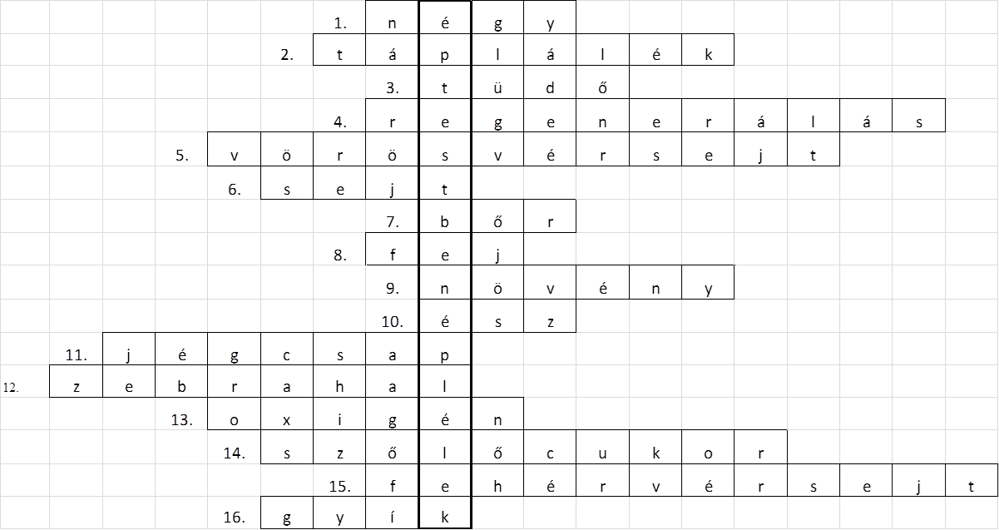 1. n é g y
2. t á p l á l é k
3. t ü d ő
4. r e g e n e r á l á s
5. v ö r ö s v é r s e j t
6. s e j t
7. b ő r
8. f e j
9. n ö v é n y
10. é s z
11. j é g c s a p
12. z e b r a h a l
13. o x i g é n
14. s z ő l ő c u k o r
15. f e h é r v é r s e j t
16. g y í k